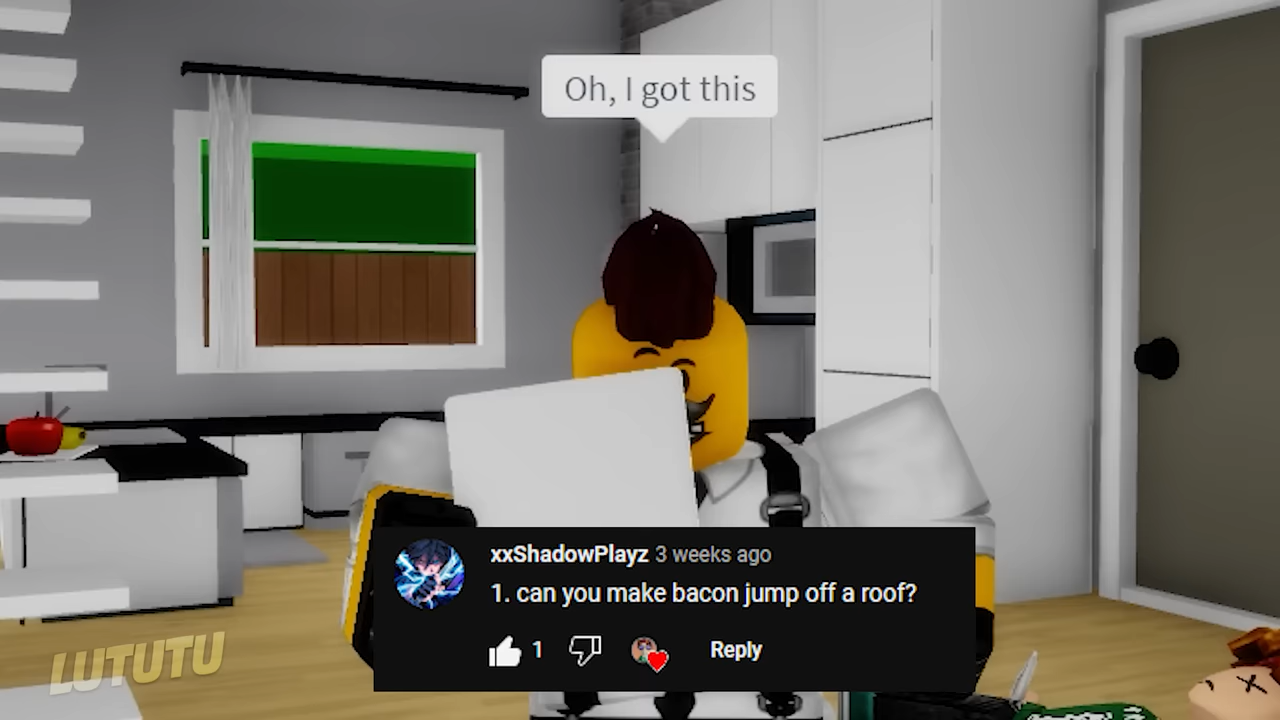 Oh, I got this
xxShadowPlayz 3 weeks ago
1. can you make bacon jump off a roof?
1 Reply
LUTUTU